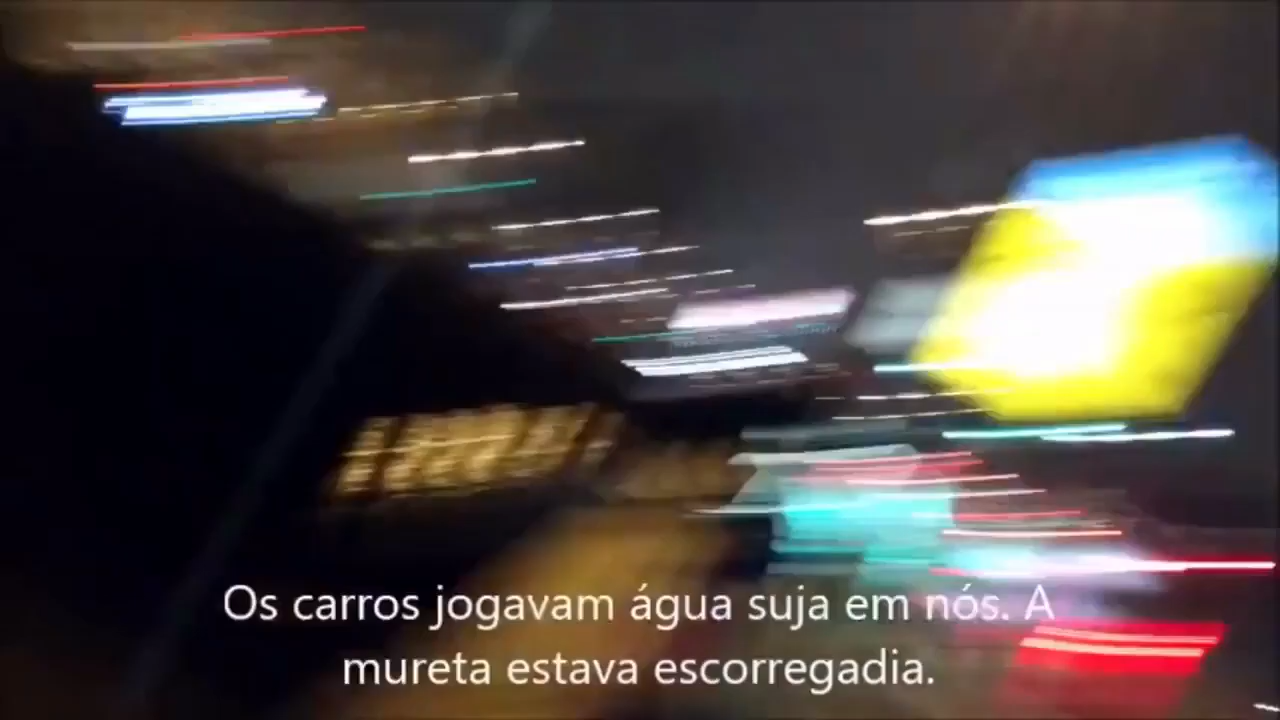 Os carros jogavam água suja em nós. A
mureta estava escorregadia.